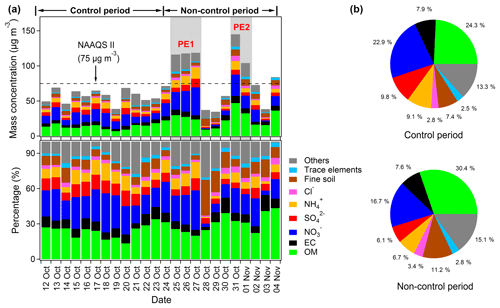 (a)
Control period
Non-control period
Mass concentration (µg m⁻³)
150
100
50
0
NAAQS II
(75 µg m⁻³)
PE1
PE2
Percentage (%)
90
60
30
0
12 Oct
13 Oct
14 Oct
15 Oct
16 Oct
17 Oct
18 Oct
19 Oct
20 Oct
21 Oct
22 Oct
23 Oct
24 Oct
25 Oct
26 Oct
27 Oct
28 Oct
29 Oct
30 Oct
31 Oct
01 Nov
02 Nov
03 Nov
04 Nov
Date
Others
Trace elements
Fine soil
Cl⁻
NH₄⁺
SO₄²⁻
NO₃⁻
EC
OM
(b)
7.9 %
24.3 %
22.9 %
13.3 %
9.8 %
2.5 %
9.1 %
7.4 %
2.8 %
Control period
7.6 %
30.4 %
16.7 %
6.1 %
15.1 %
6.7 %
2.8 %
3.4 %
11.2 %
Non-control period